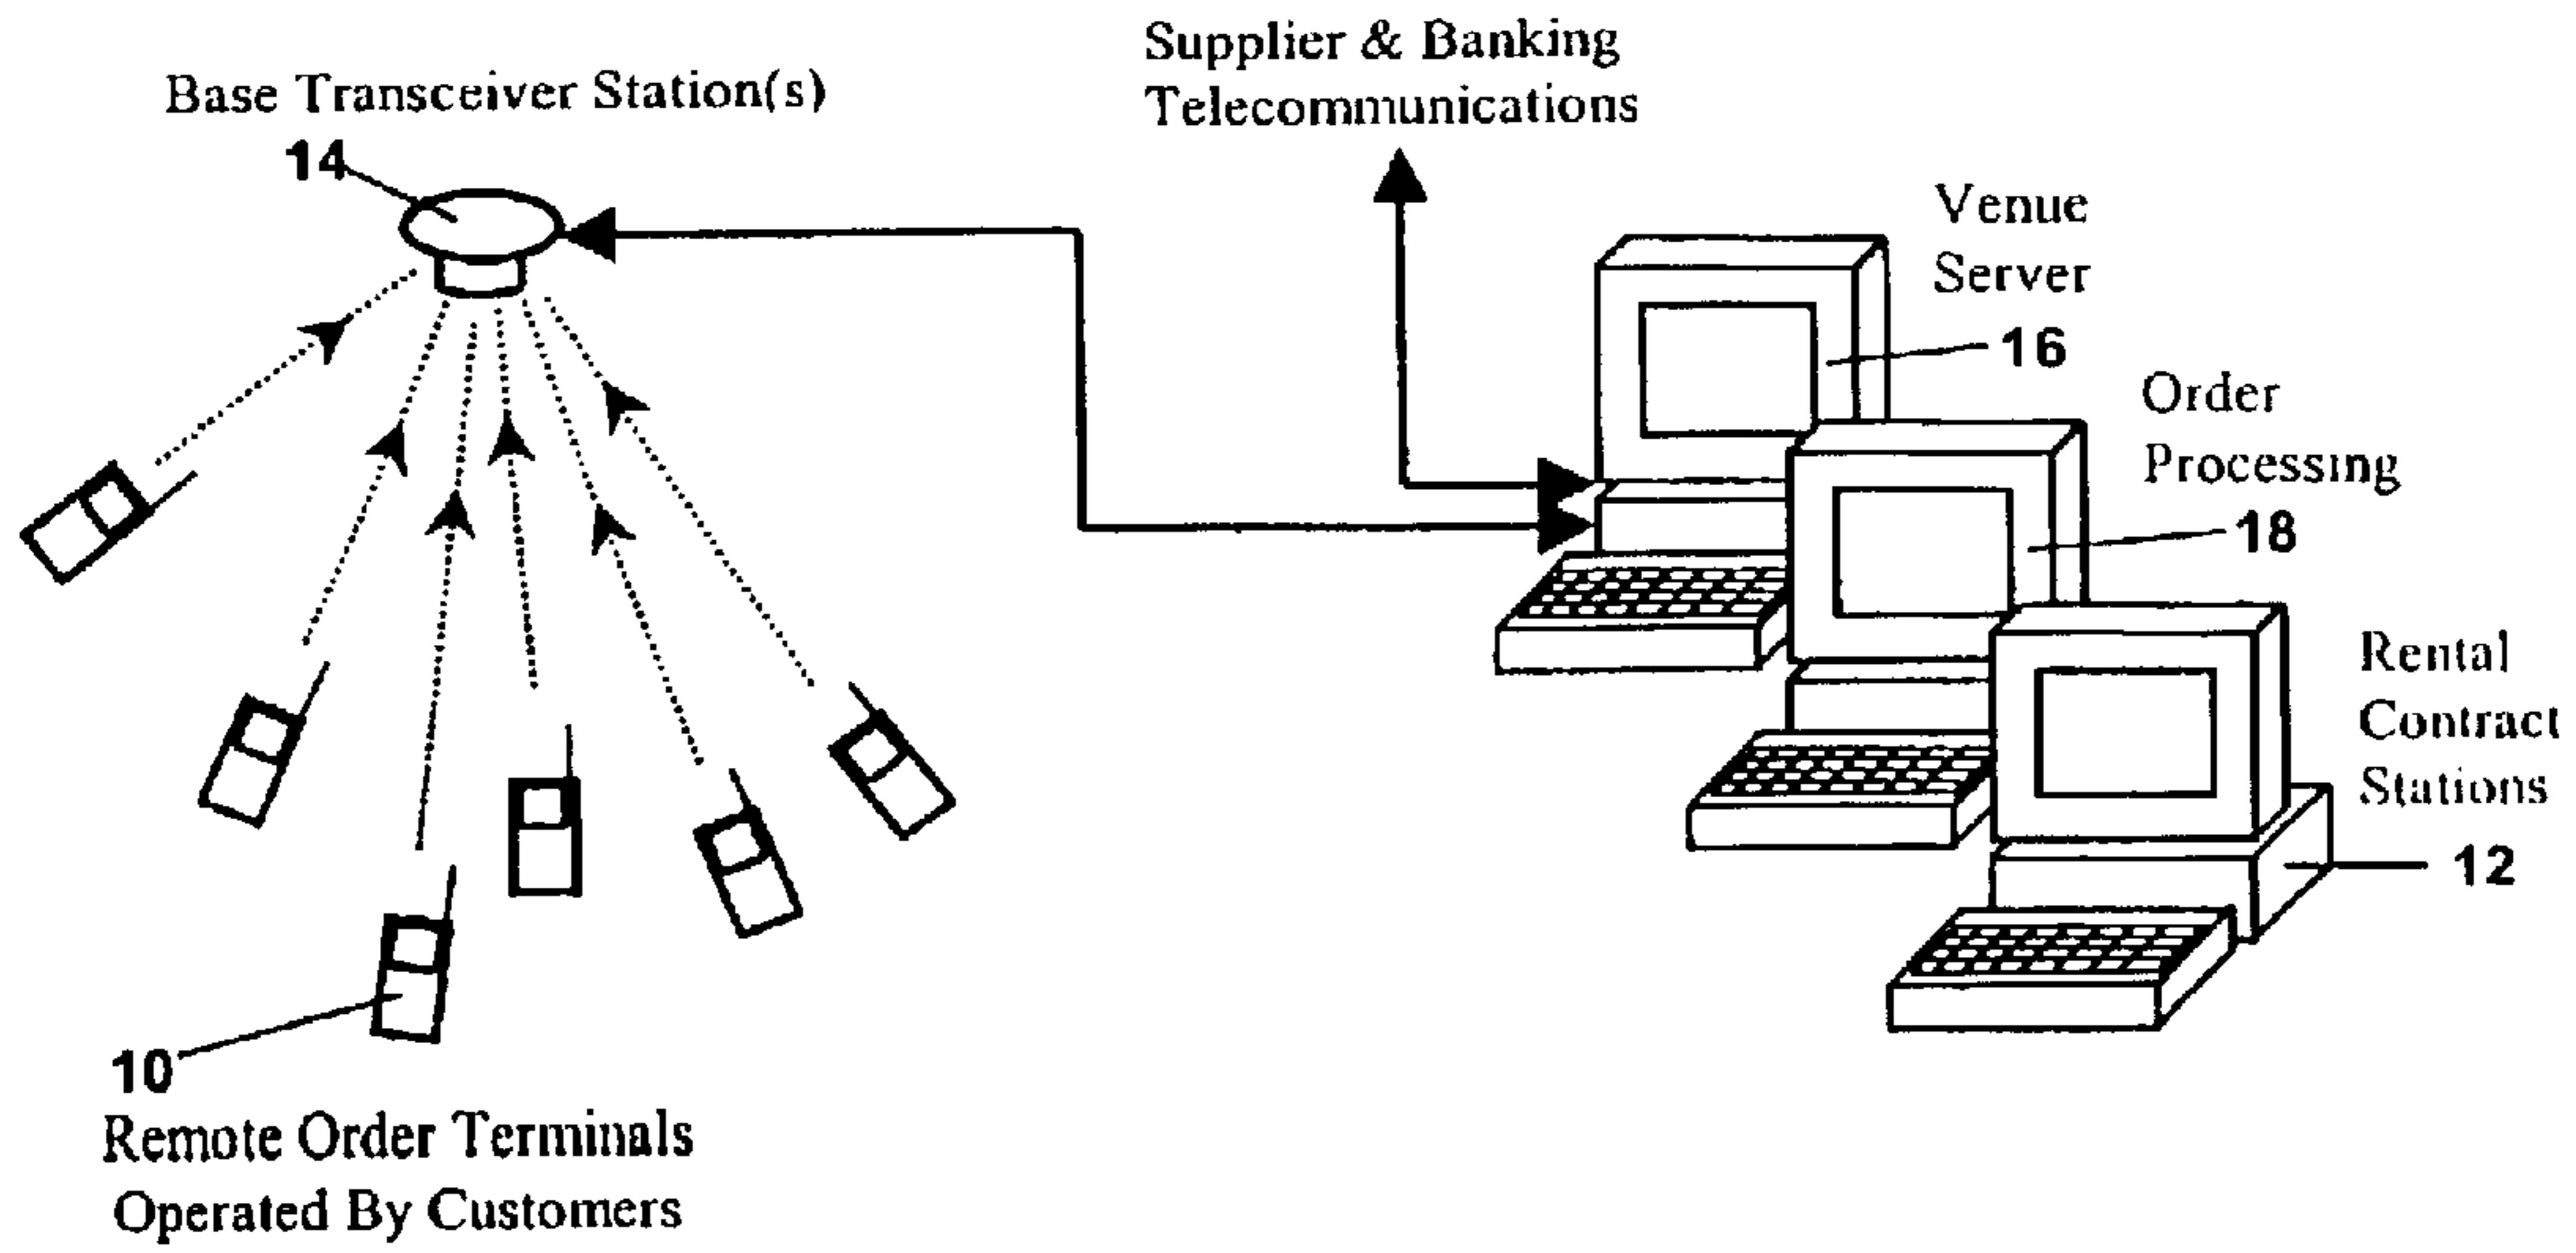 Supplier & Banking
Telecommunications
Base Transceiver Station(s)
14
Venue
Server
16
Order
Processing
18
Rental
Contract
Stations
12
10
Remote Order Terminals
Operated By Customers